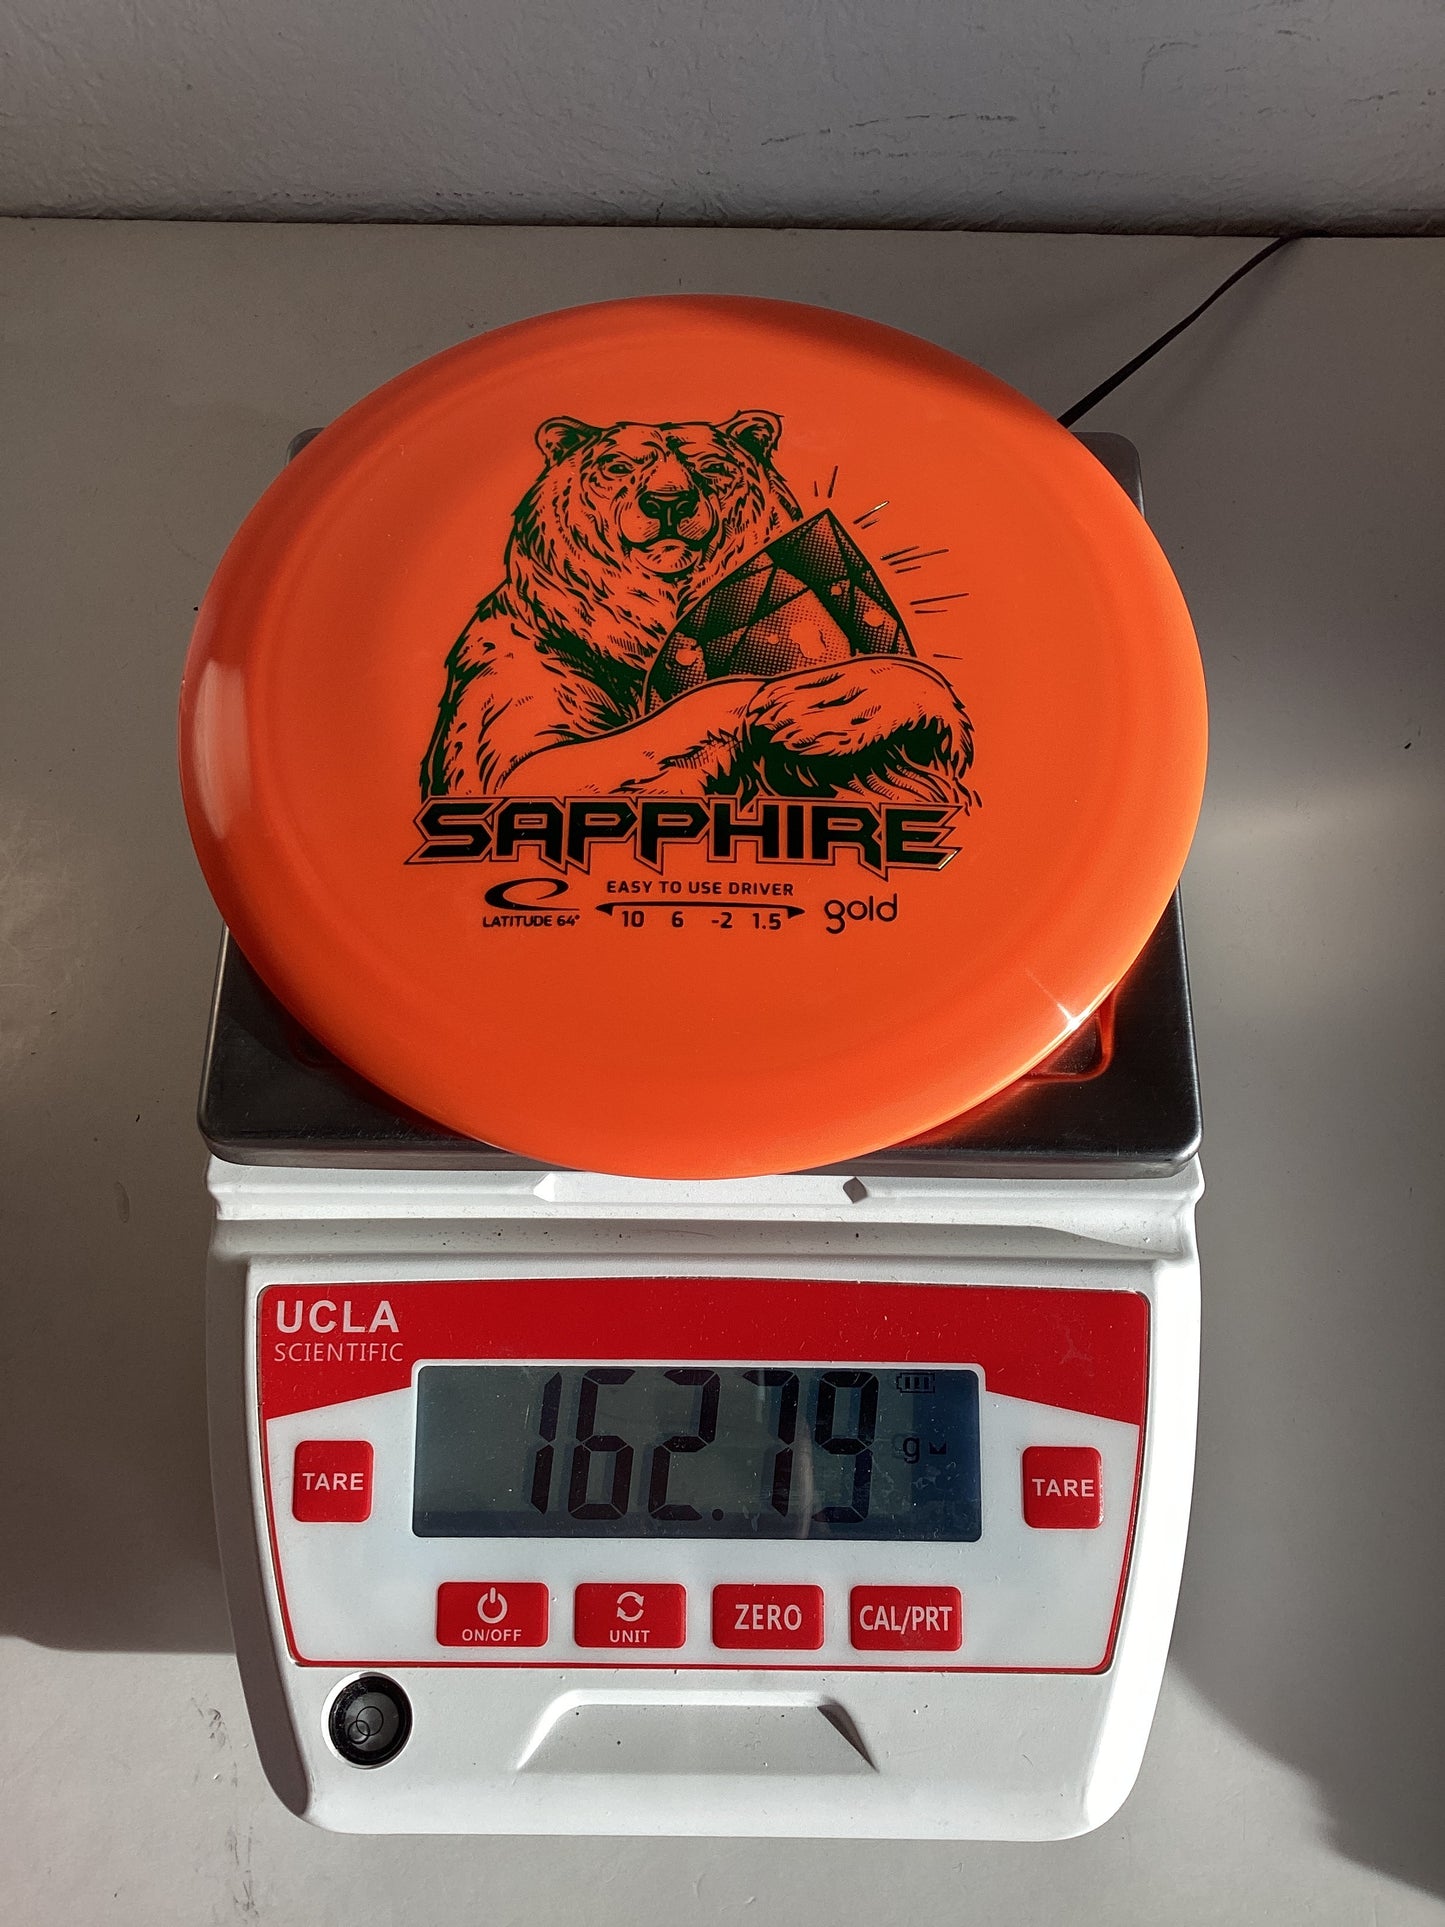 SAPPHIRE
EASY TO USE DRIVER
LATITUDE 64°
10 6 -2 1.5
gold
UCLA
SCIENTIFIC
162.79 g
TARE
TARE
ON/OFF
UNIT
ZERO
CAL/PRT